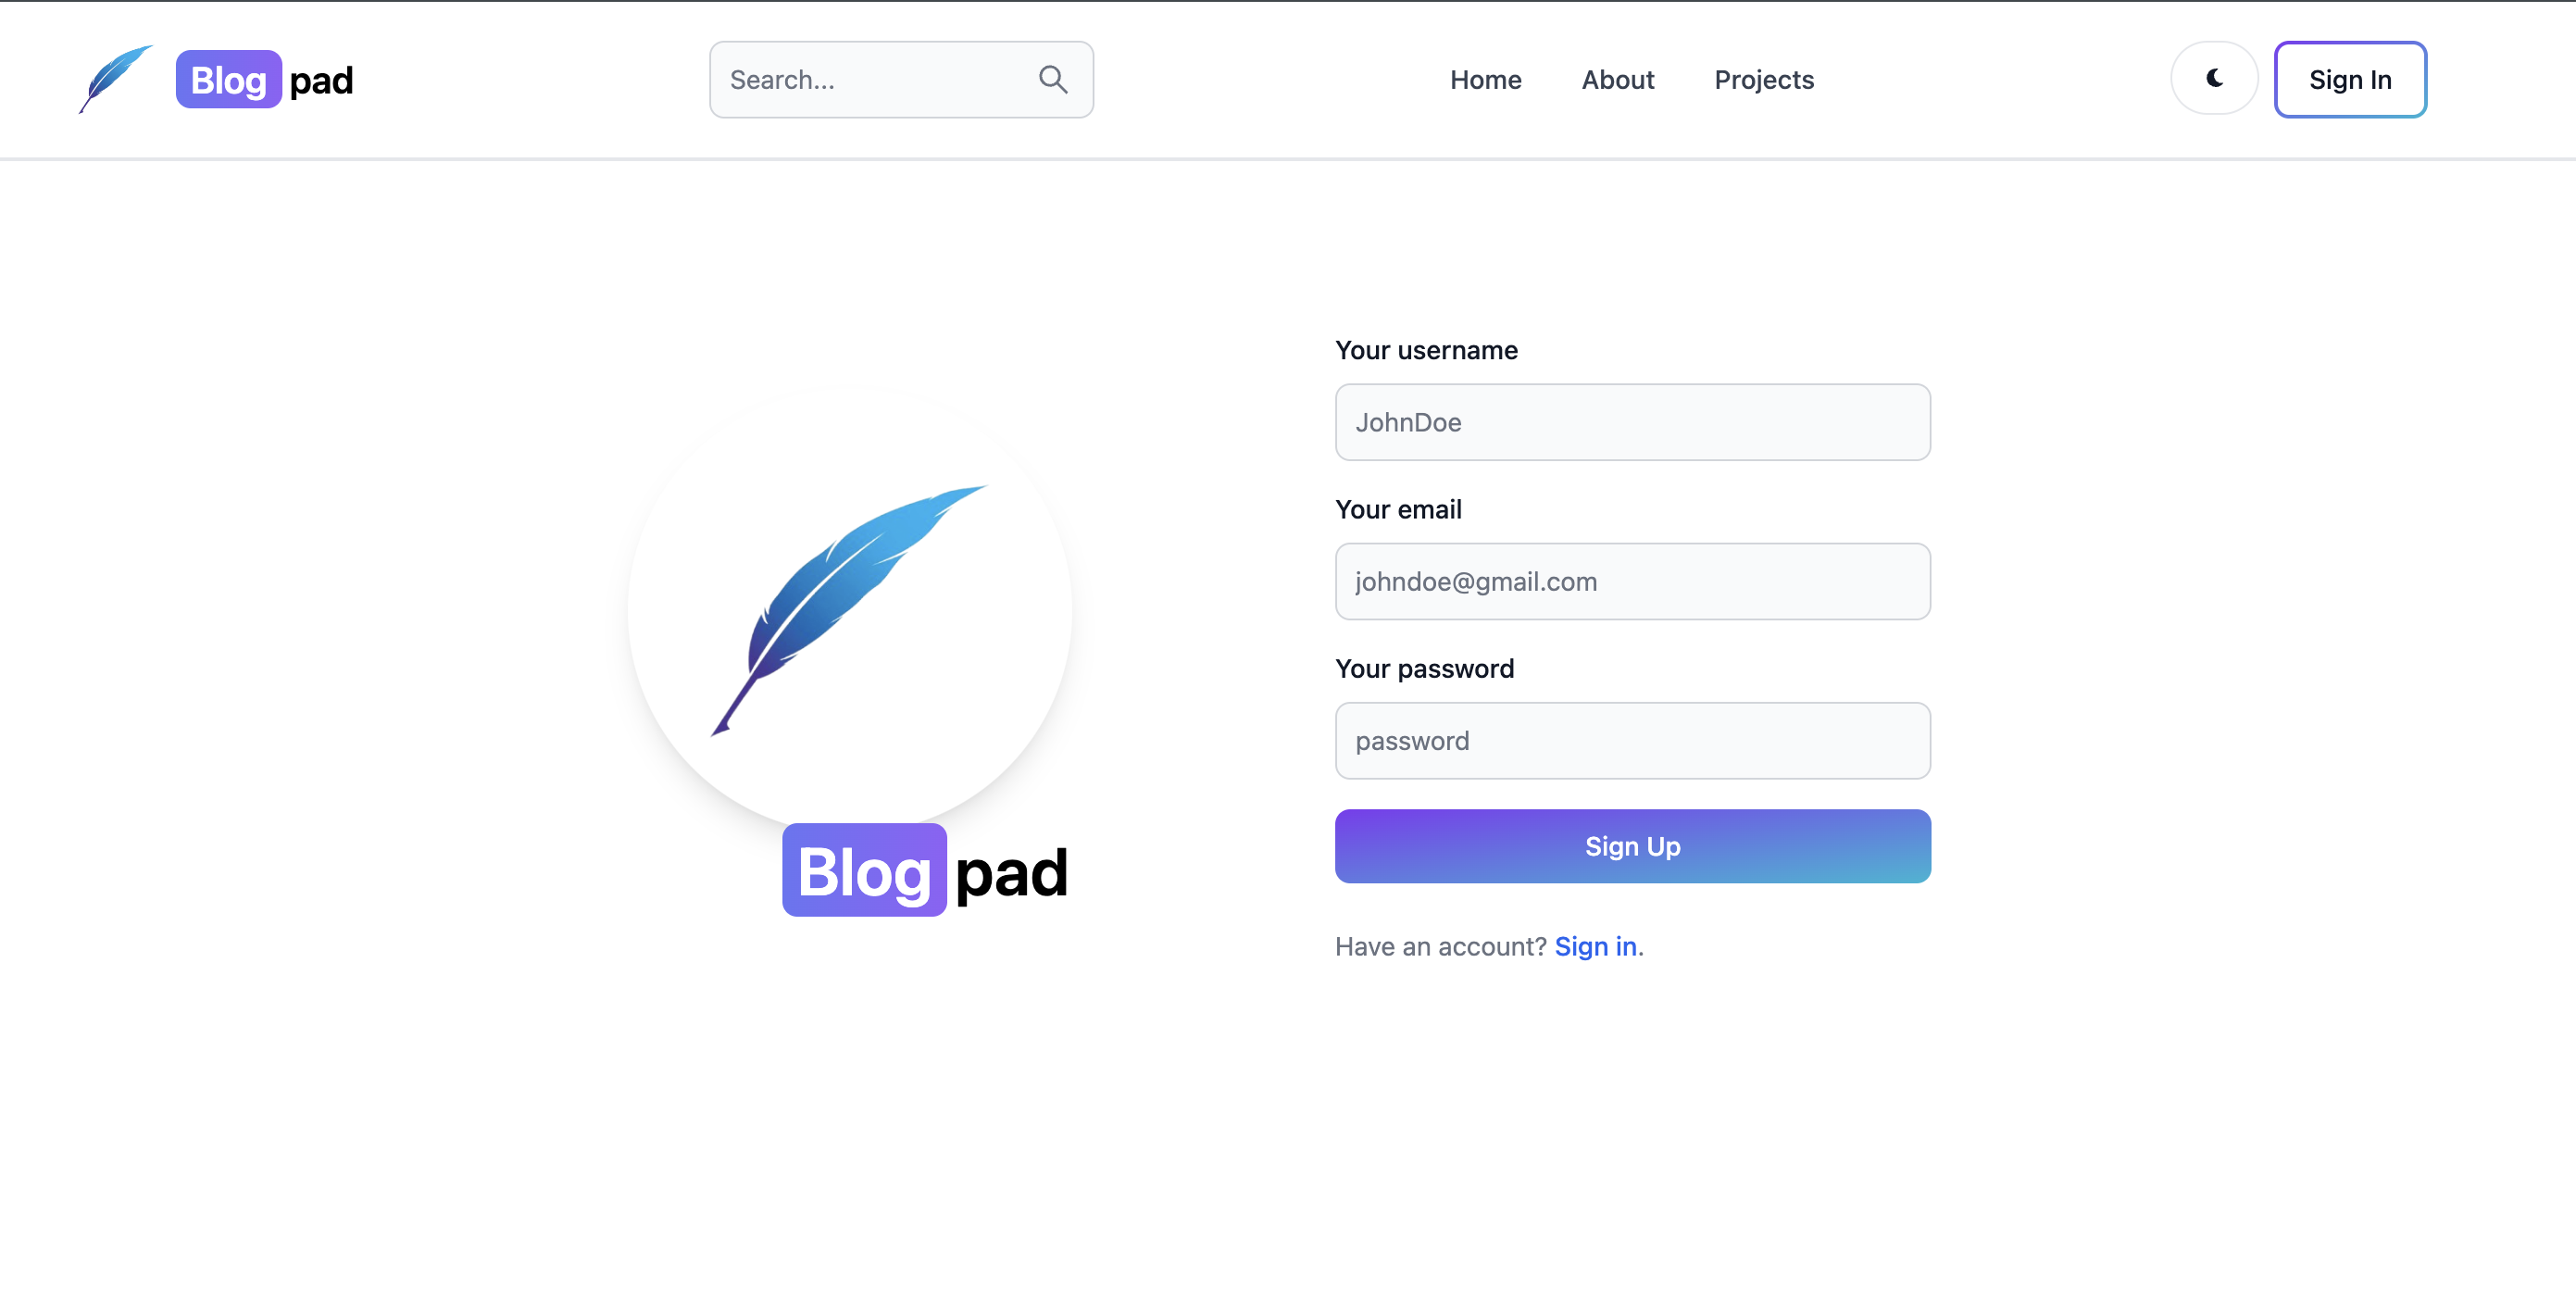 Blog pad
Search...
Home About Projects
Sign In
Your username
JohnDoe
Your email
johndoe@gmail.com
Your password
password
Sign Up
Have an account? Sign in.
Blog pad